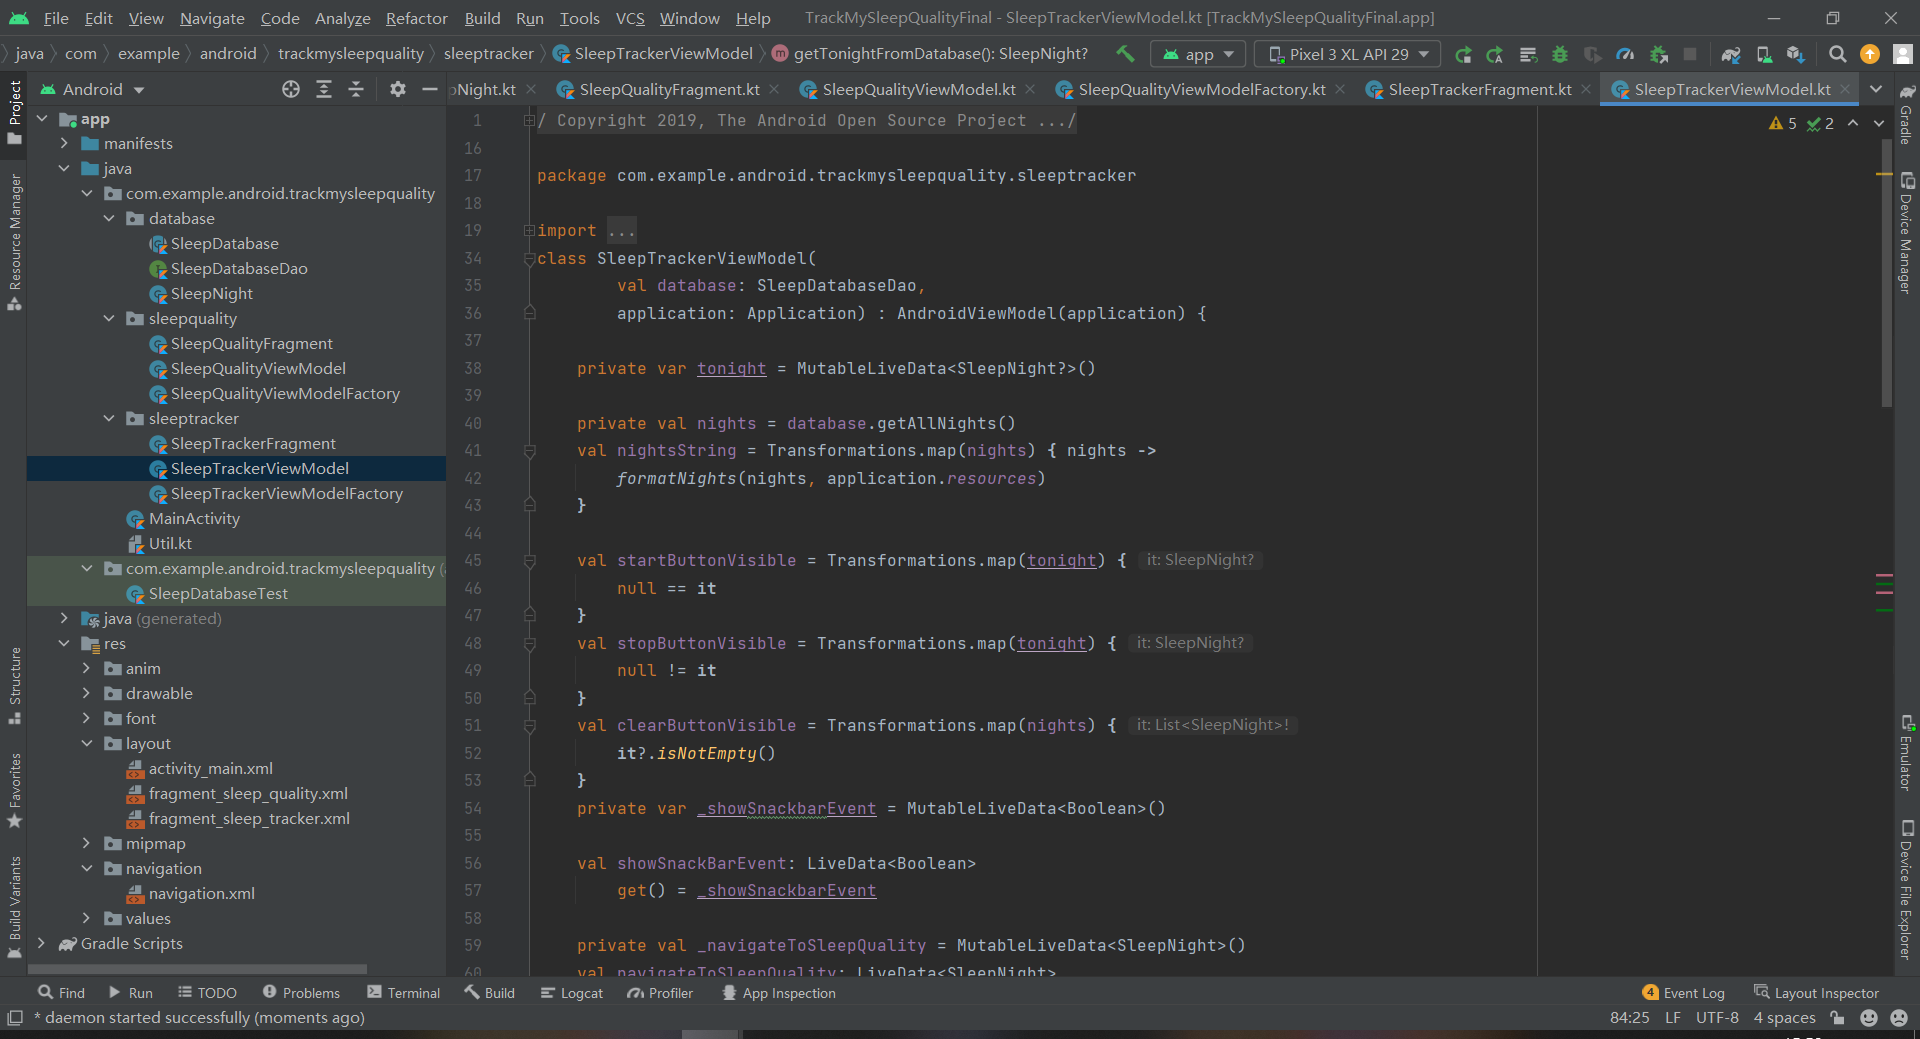 File Edit View Navigate Code Analyze Refactor Build Run Tools VCS Window Help TrackMySleepQualityFinal - SleepTrackerViewModel.kt [TrackMySleepQualityFinal.app]
java com example android trackmysleepquality sleeptracker SleepTrackerViewModel getTonightFromDatabase(): SleepNight? app Pixel 3 XL API 29
Android
pNight.kt SleepQualityFragment.kt SleepQualityViewModel.kt SleepQualityViewModelFactory.kt SleepTrackerFragment.kt SleepTrackerViewModel.kt
Project
Resource Manager
Structure
Favorites
Build Variants
app
manifests
java
com.example.android.trackmysleepquality
database
SleepDatabase
SleepDatabaseDao
SleepNight
sleepquality
SleepQualityFragment
SleepQualityViewModel
SleepQualityViewModelFactory
sleeptracker
SleepTrackerFragment
SleepTrackerViewModel
SleepTrackerViewModelFactory
MainActivity
Util.kt
com.example.android.trackmysleepquality (a
SleepDatabaseTest
java (generated)
res
anim
drawable
font
layout
activity_main.xml
fragment_sleep_quality.xml
fragment_sleep_tracker.xml
mipmap
navigation
navigation.xml
values
Gradle Scripts
1 / Copyright 2019, The Android Open Source Project .../
16
17 package com.example.android.trackmysleepquality.sleeptracker
18
19 import ...
34 class SleepTrackerViewModel(
35 val database: SleepDatabaseDao,
36 application: Application) : AndroidViewModel(application) {
37
38 private var tonight = MutableLiveData<SleepNight?>()
39
40 private val nights = database.getAllNights()
41 val nightsString = Transformations.map(nights) { nights ->
42 formatNights(nights, application.resources)
43 }
44
45 val startButtonVisible = Transformations.map(tonight) { it: SleepNight?
46 null == it
47 }
48 val stopButtonVisible = Transformations.map(tonight) { it: SleepNight?
49 null != it
50 }
51 val clearButtonVisible = Transformations.map(nights) { it: List<SleepNight>!
52 it?.isNotEmpty()
53 }
54 private var _showSnackbarEvent = MutableLiveData<Boolean>()
55
56 val showSnackBarEvent: LiveData<Boolean>
57 get() = _showSnackbarEvent
58
59 private val _navigateToSleepQuality = MutableLiveData<SleepNight>()
60 val navigateToSleepQuality: LiveData<SleepNight>
5 2
Gradle
Device Manager
Emulator
Device File Explorer
Find Run TODO Problems Terminal Build Logcat Profiler App Inspection 4 Event Log Layout Inspector
* daemon started successfully (moments ago) 84:25 LF UTF-8 4 spaces